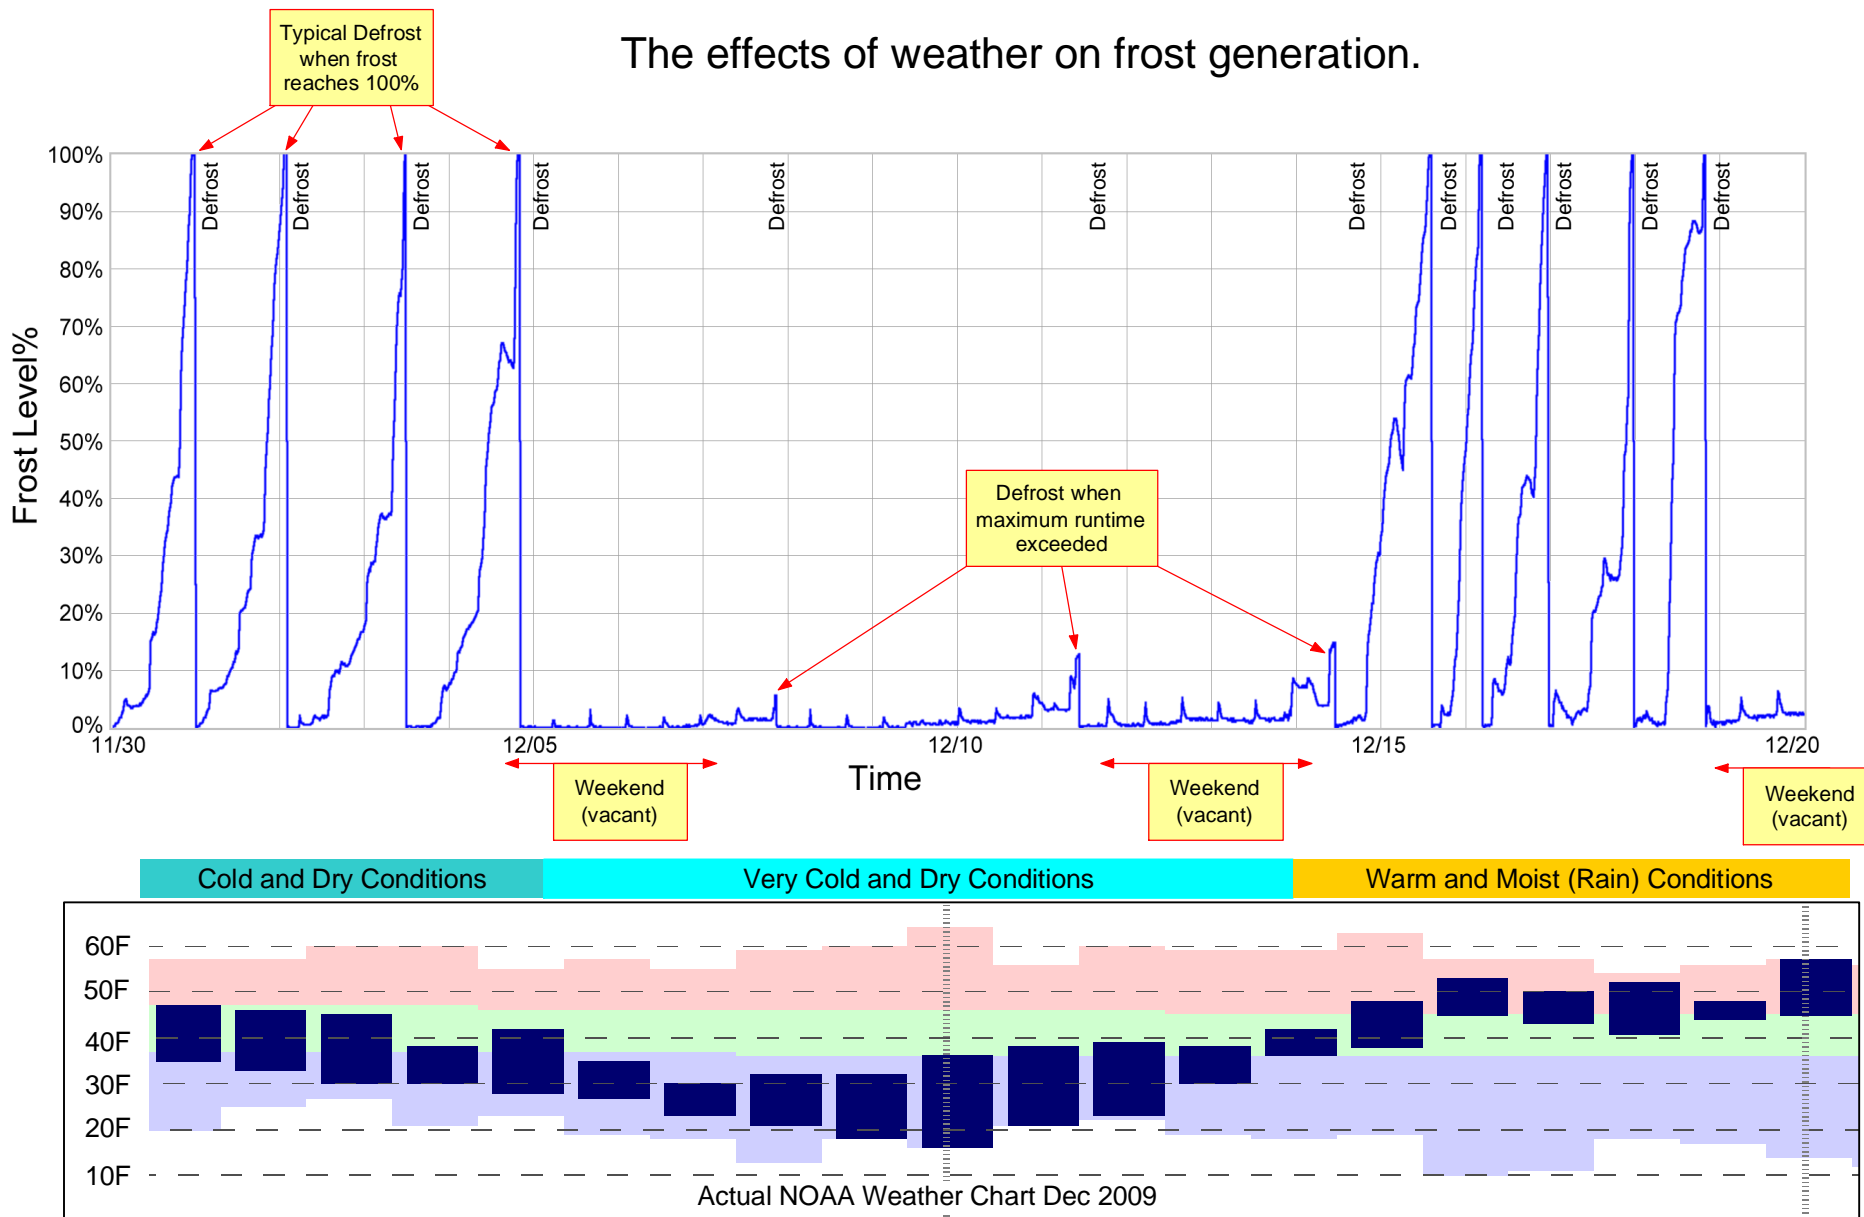 The effects of weather on frost generation.
Typical Defrost
when frost
reaches 100%
100%
90%
80%
70%
60%
50%
40%
30%
20%
10%
0%
Frost Level%
Defrost
Defrost
Defrost
Defrost
Defrost
Defrost
Defrost
Defrost
Defrost
Defrost
Defrost
Defrost
Defrost when
maximum runtime
exceeded
11/30
12/05
12/10
12/15
12/20
Time
Weekend
(vacant)
Weekend
(vacant)
Weekend
(vacant)
Cold and Dry Conditions
Very Cold and Dry Conditions
Warm and Moist (Rain) Conditions
60F
50F
40F
30F
20F
10F
Actual NOAA Weather Chart Dec 2009